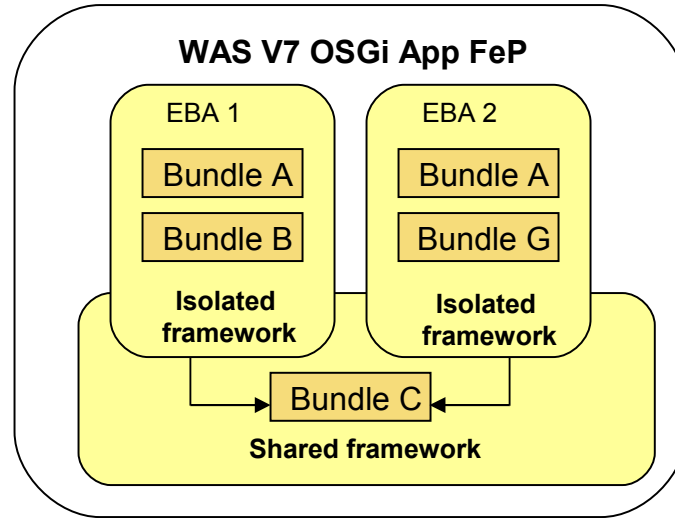 WAS V7 OSGi App FeP
EBA 1
Bundle A
Bundle B
Isolated
framework
EBA 2
Bundle A
Bundle G
Isolated
framework
Bundle C
Shared framework